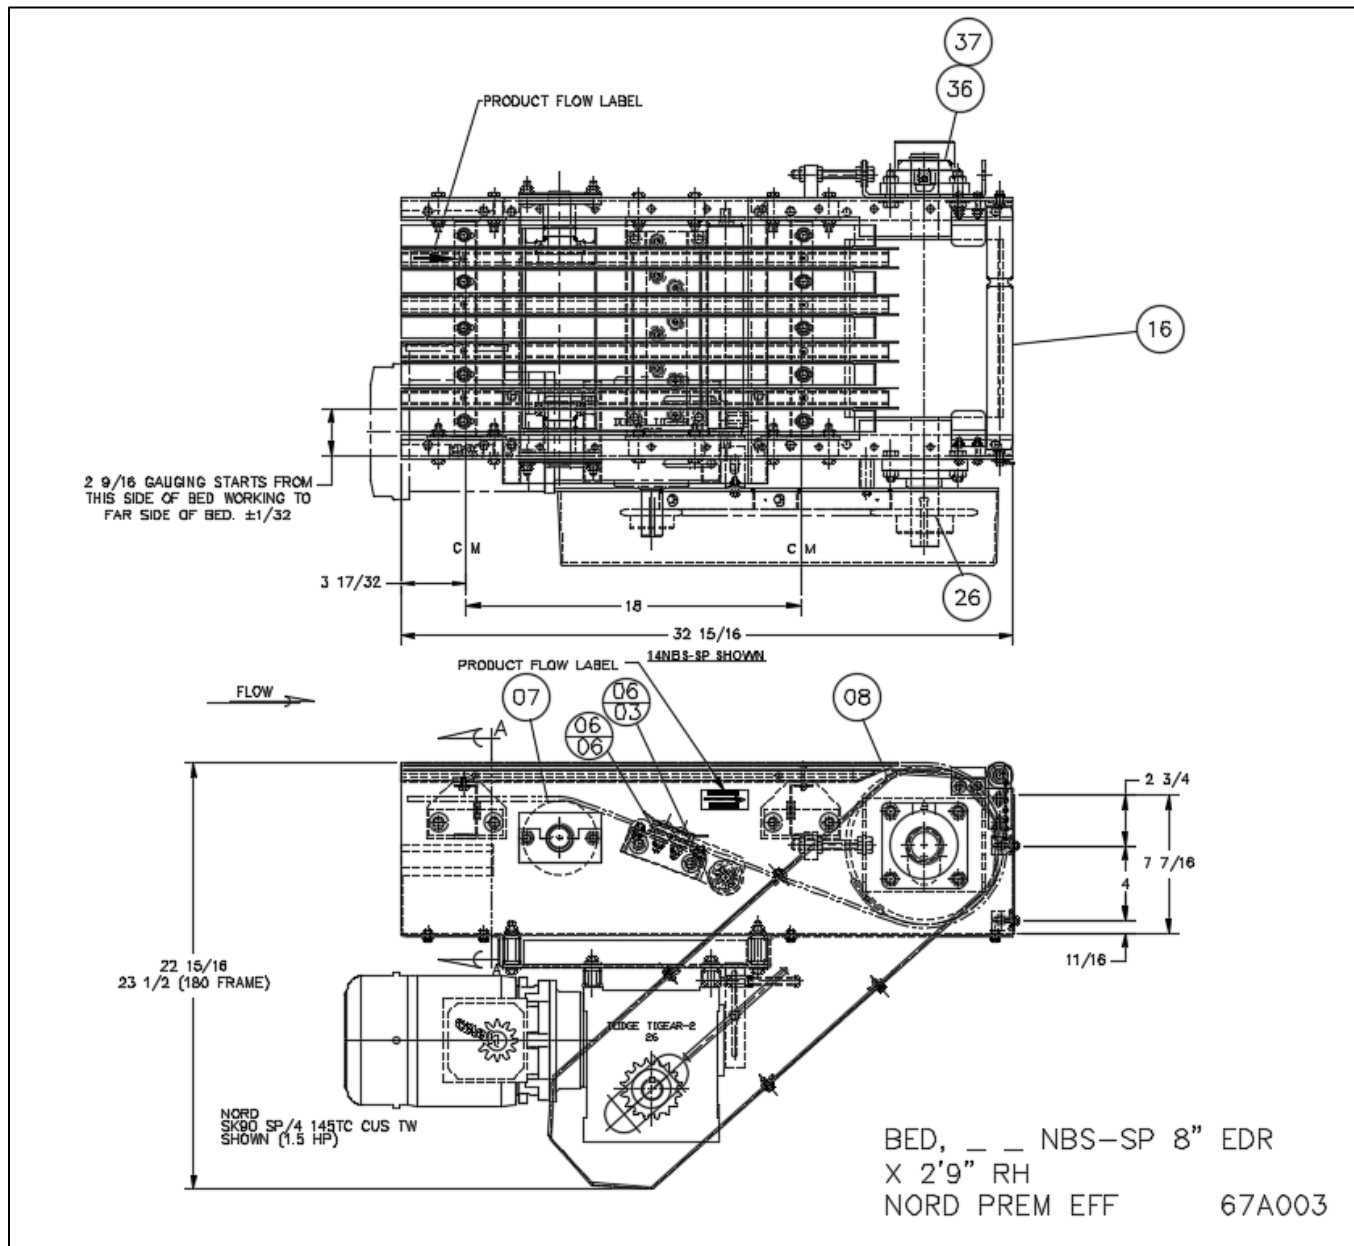 37
36
PRODUCT FLOW LABEL
16
2 9/16 GAUGING STARTS FROM
THIS SIDE OF BED WORKING TO
FAR SIDE OF BED. ±1/32
C M
C M
3 17/32
18
26
32 15/16
14NBS-SP SHOWN
PRODUCT FLOW LABEL
FLOW
07
06
03
06
06
08
A
2 3/4
7 7/16
4
11/16
22 15/16
23 1/2 (180 FRAME)
DODGE TIGEAR-2
26
NORD
SK90 SP/4 145TC CUS TW
SHOWN (1.5 HP)
BED, _ _ NBS-SP 8" EDR
X 2'9" RH
NORD PREM EFF 67A003